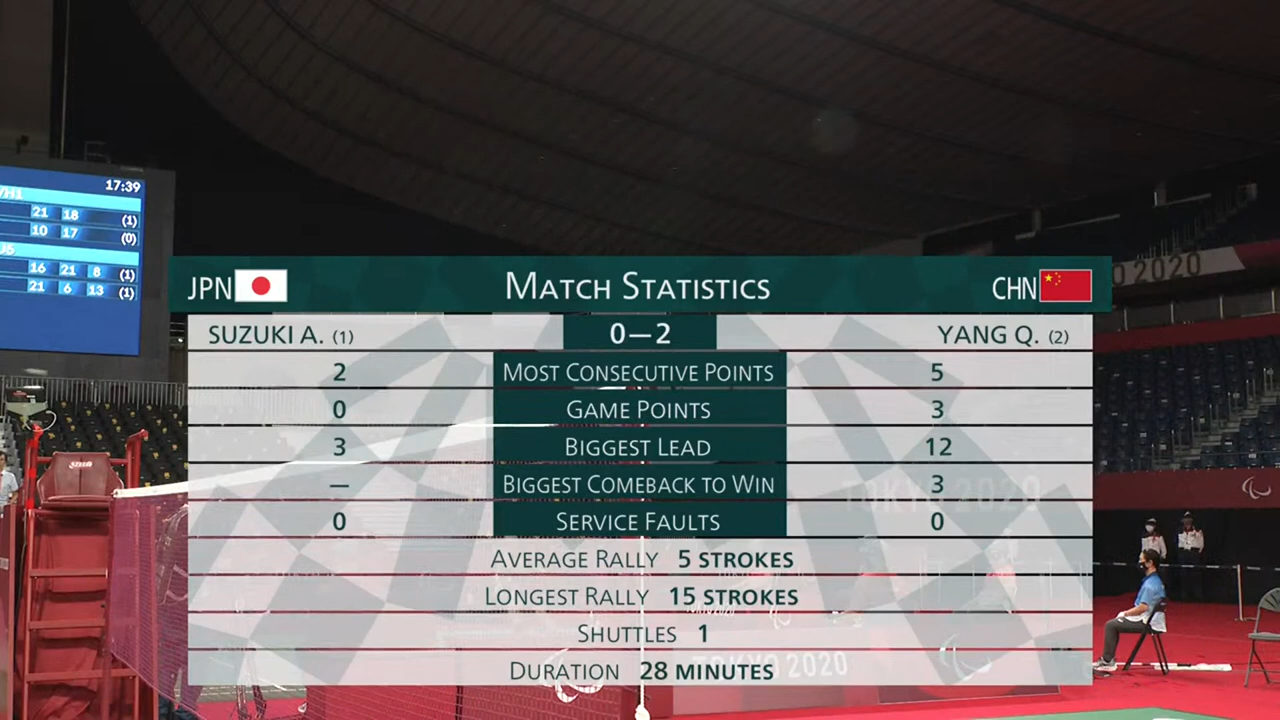 17:39
21 18 (1)
10 17 (0)
16 21 8 (1)
21 6 13 (1)
JPN MATCH STATISTICS CHN
SUZUKI A. (1) 0—2 YANG Q. (2)
2 MOST CONSECUTIVE POINTS 5
0 GAME POINTS 3
3 BIGGEST LEAD 12
— BIGGEST COMEBACK TO WIN 3
0 SERVICE FAULTS 0
AVERAGE RALLY 5 STROKES
LONGEST RALLY 15 STROKES
SHUTTLES 1
DURATION 28 MINUTES
2020
TOKYO 2020
TOKYO 2020